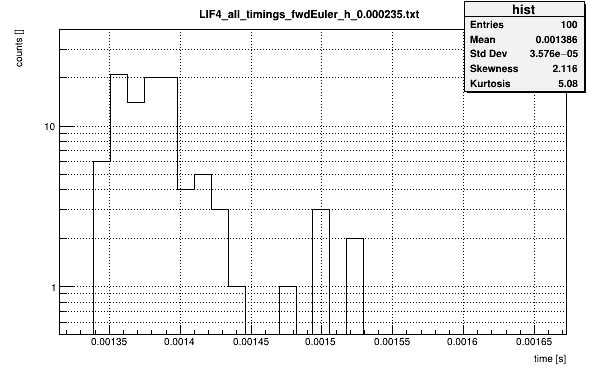 LIF4_all_timings_fwdEuler_h_0.000235.txt
hist
Entries 100
Mean 0.001386
Std Dev 3.576e−05
Skewness 2.116
Kurtosis 5.08
counts []
10
1
0.00135 0.0014 0.00145 0.0015 0.00155 0.0016 0.00165
time [s]